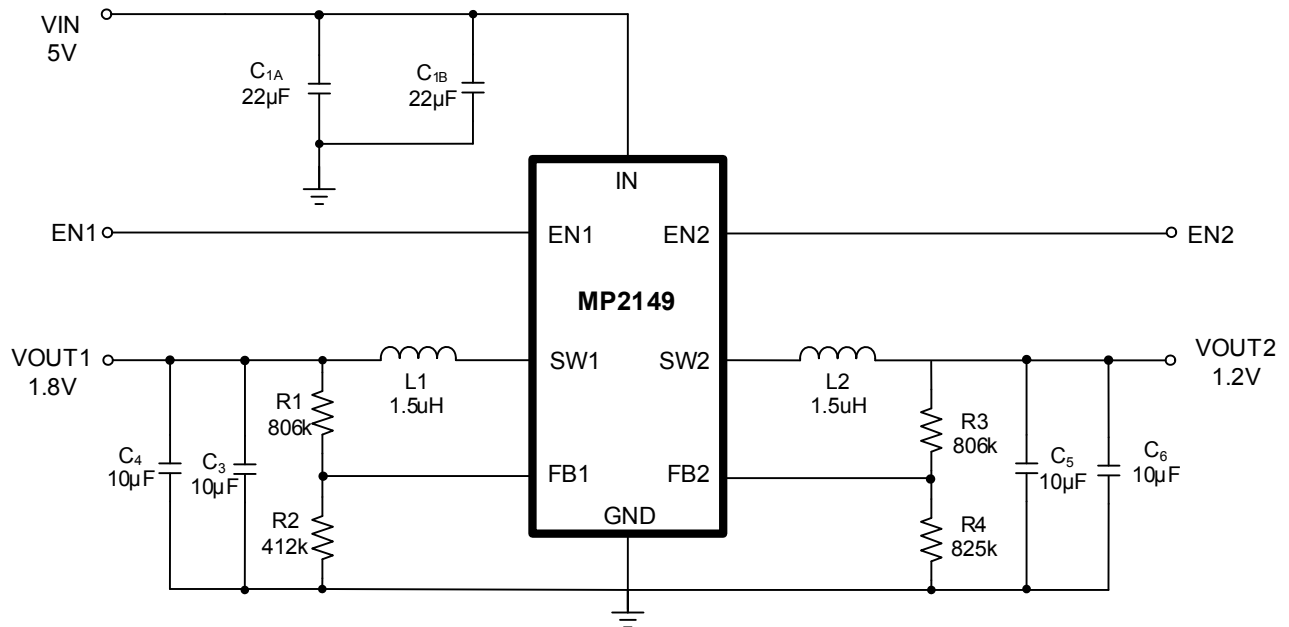 VIN
5V
C1A
22µF
C1B
22µF
IN
EN1
EN1
EN2
EN2
MP2149
VOUT1
1.8V
SW1
SW2
VOUT2
1.2V
L1
1.5uH
L2
1.5uH
R1
806k
R3
806k
C4
10µF
C3
10µF
C5
10µF
C6
10µF
FB1
FB2
GND
R2
412k
R4
825k